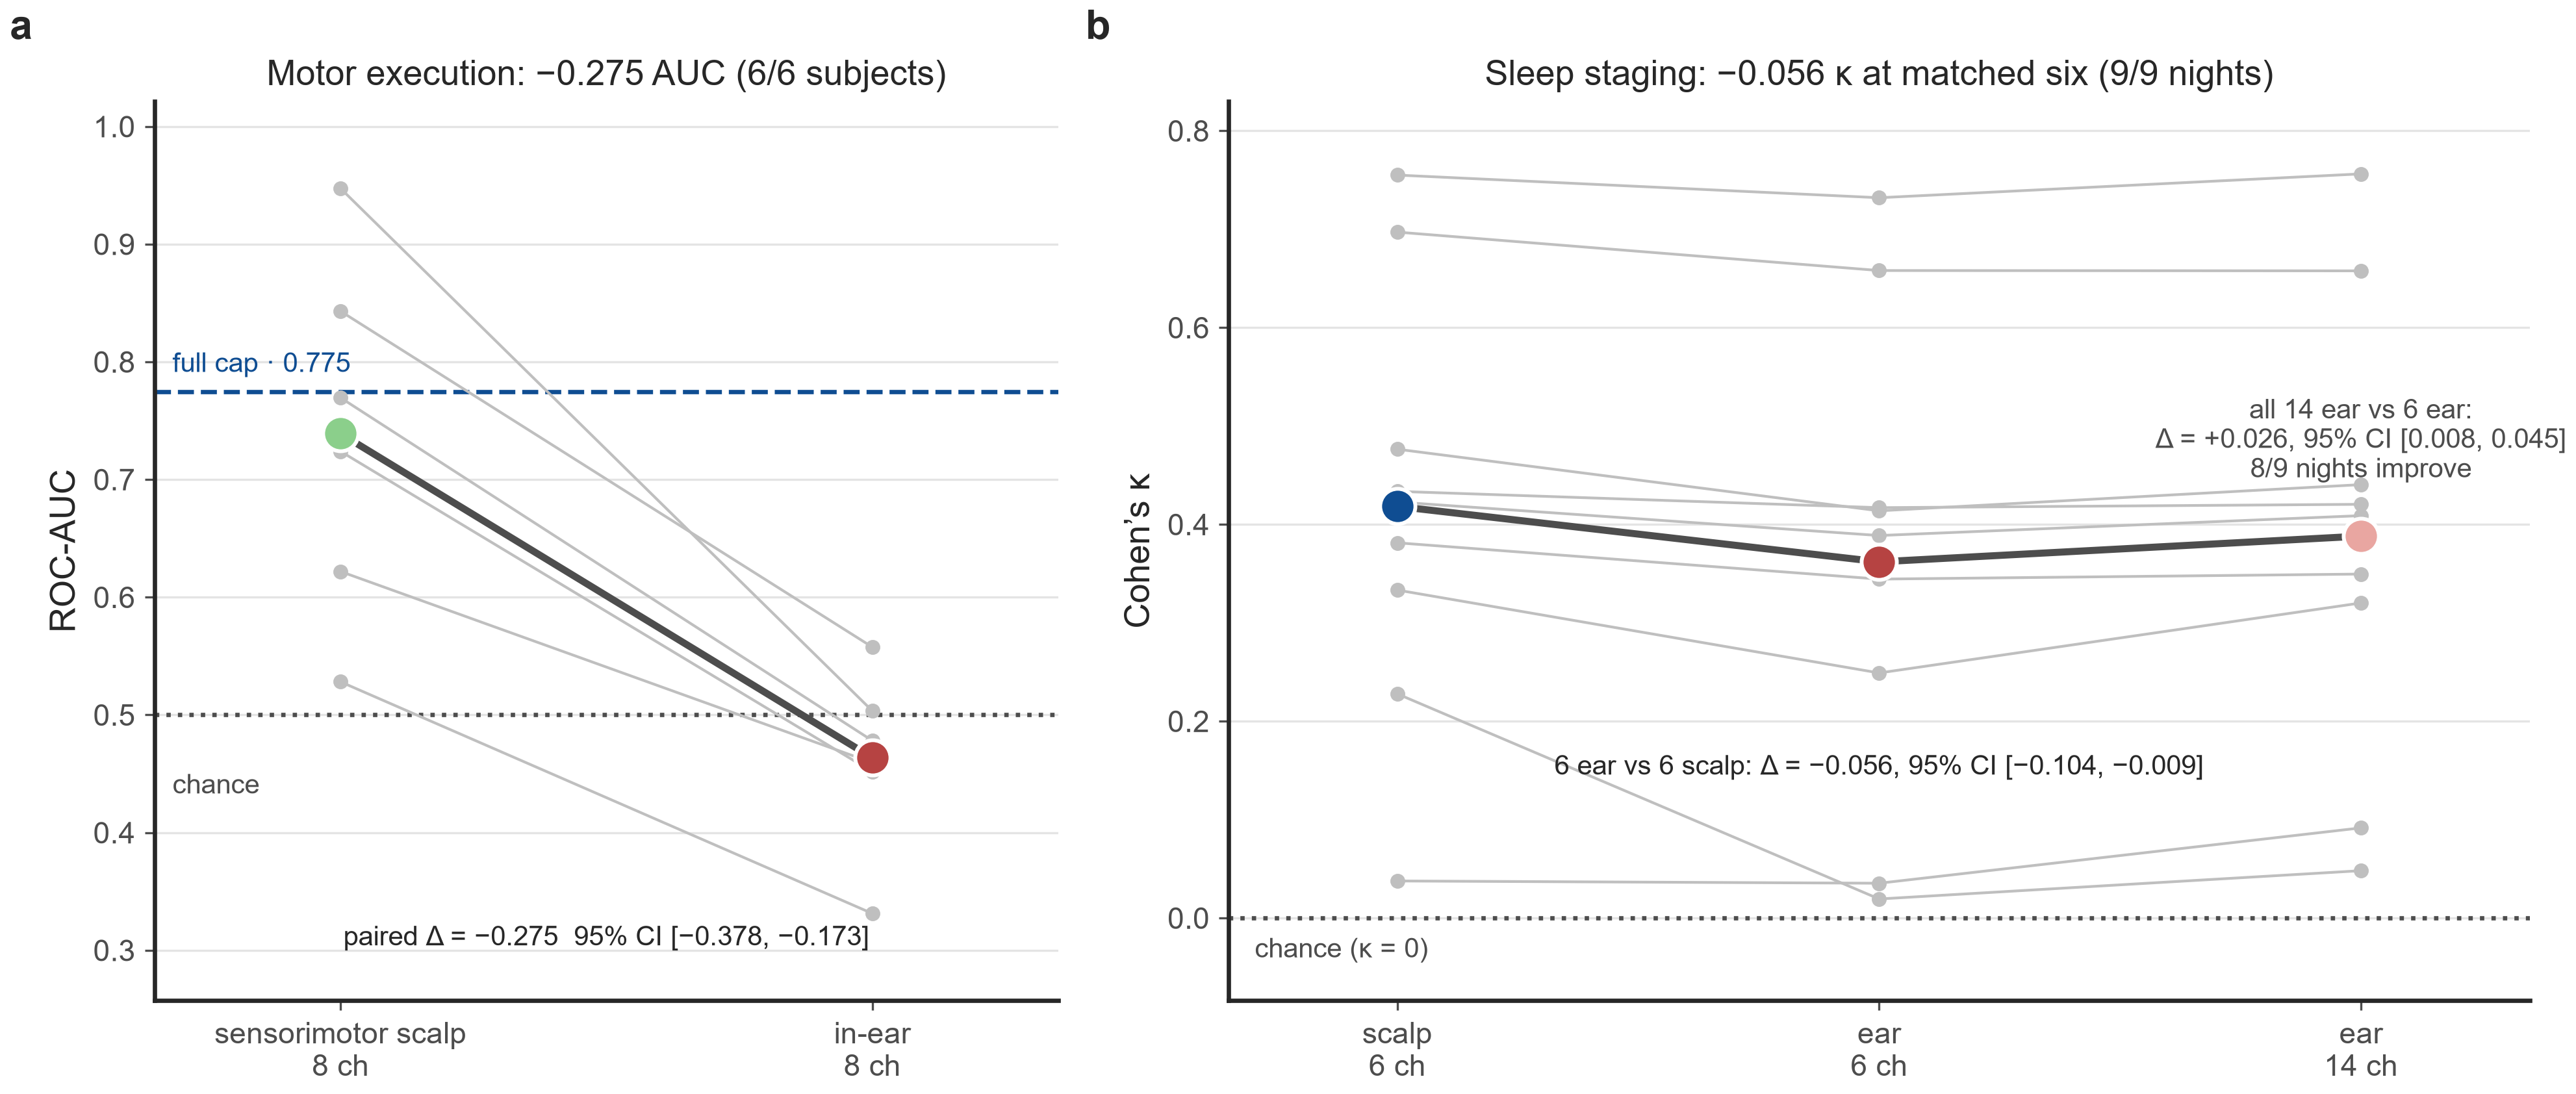 a
Motor execution: −0.275 AUC (6/6 subjects)
ROC-AUC
1.0
0.9
0.8
0.7
0.6
0.5
0.4
0.3
full cap · 0.775
chance
paired Δ = −0.275  95% CI [−0.378, −0.173]
sensorimotor scalp
8 ch
in-ear
8 ch
b
Sleep staging: −0.056 κ at matched six (9/9 nights)
Cohen’s κ
0.8
0.6
0.4
0.2
0.0
all 14 ear vs 6 ear:
Δ = +0.026, 95% CI [0.008, 0.045]
8/9 nights improve
6 ear vs 6 scalp: Δ = −0.056, 95% CI [−0.104, −0.009]
chance (κ = 0)
scalp
6 ch
ear
6 ch
ear
14 ch